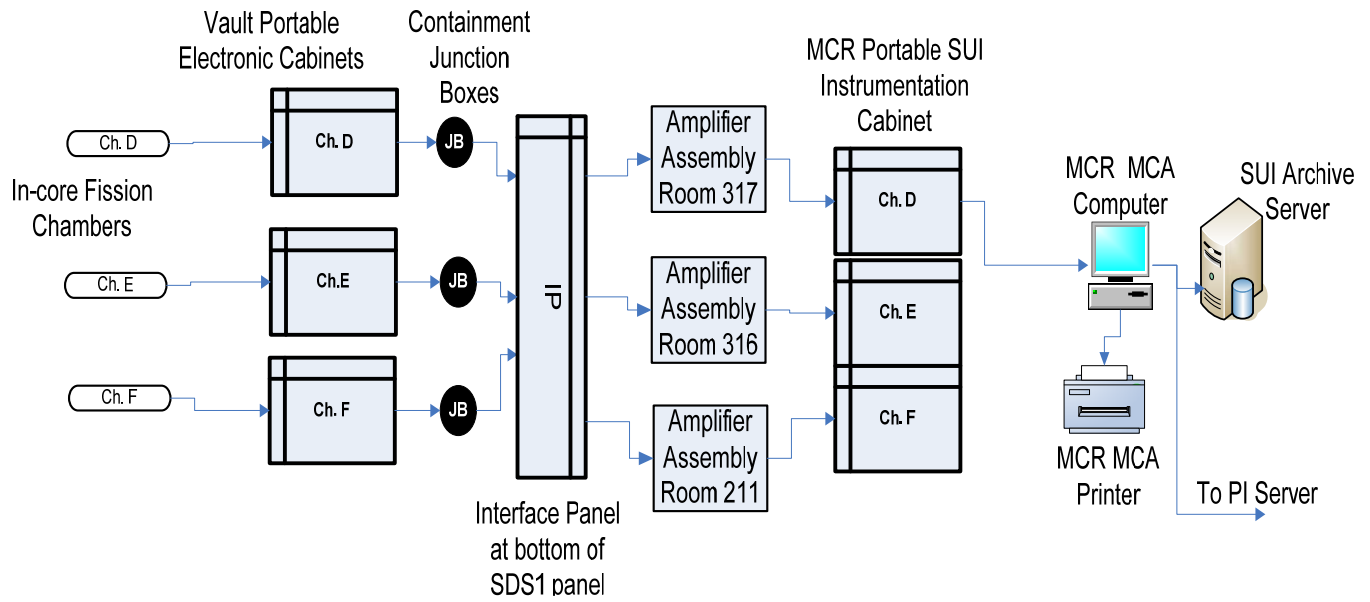 Vault Portable
Electronic Cabinets
Containment
Junction
Boxes
MCR Portable SUI
Instrumentation
Cabinet
In-core Fission
Chambers
Ch. D
Ch. D
JB
Ch. E
Ch.E
JB
Ch. F
Ch. F
JB
IP
Interface Panel
at bottom of
SDS1 panel
Amplifier
Assembly
Room 317
Amplifier
Assembly
Room 316
Amplifier
Assembly
Room 211
Ch. D
Ch. E
Ch. F
MCR MCA
Computer
SUI Archive
Server
MCR MCA
Printer
To PI Server